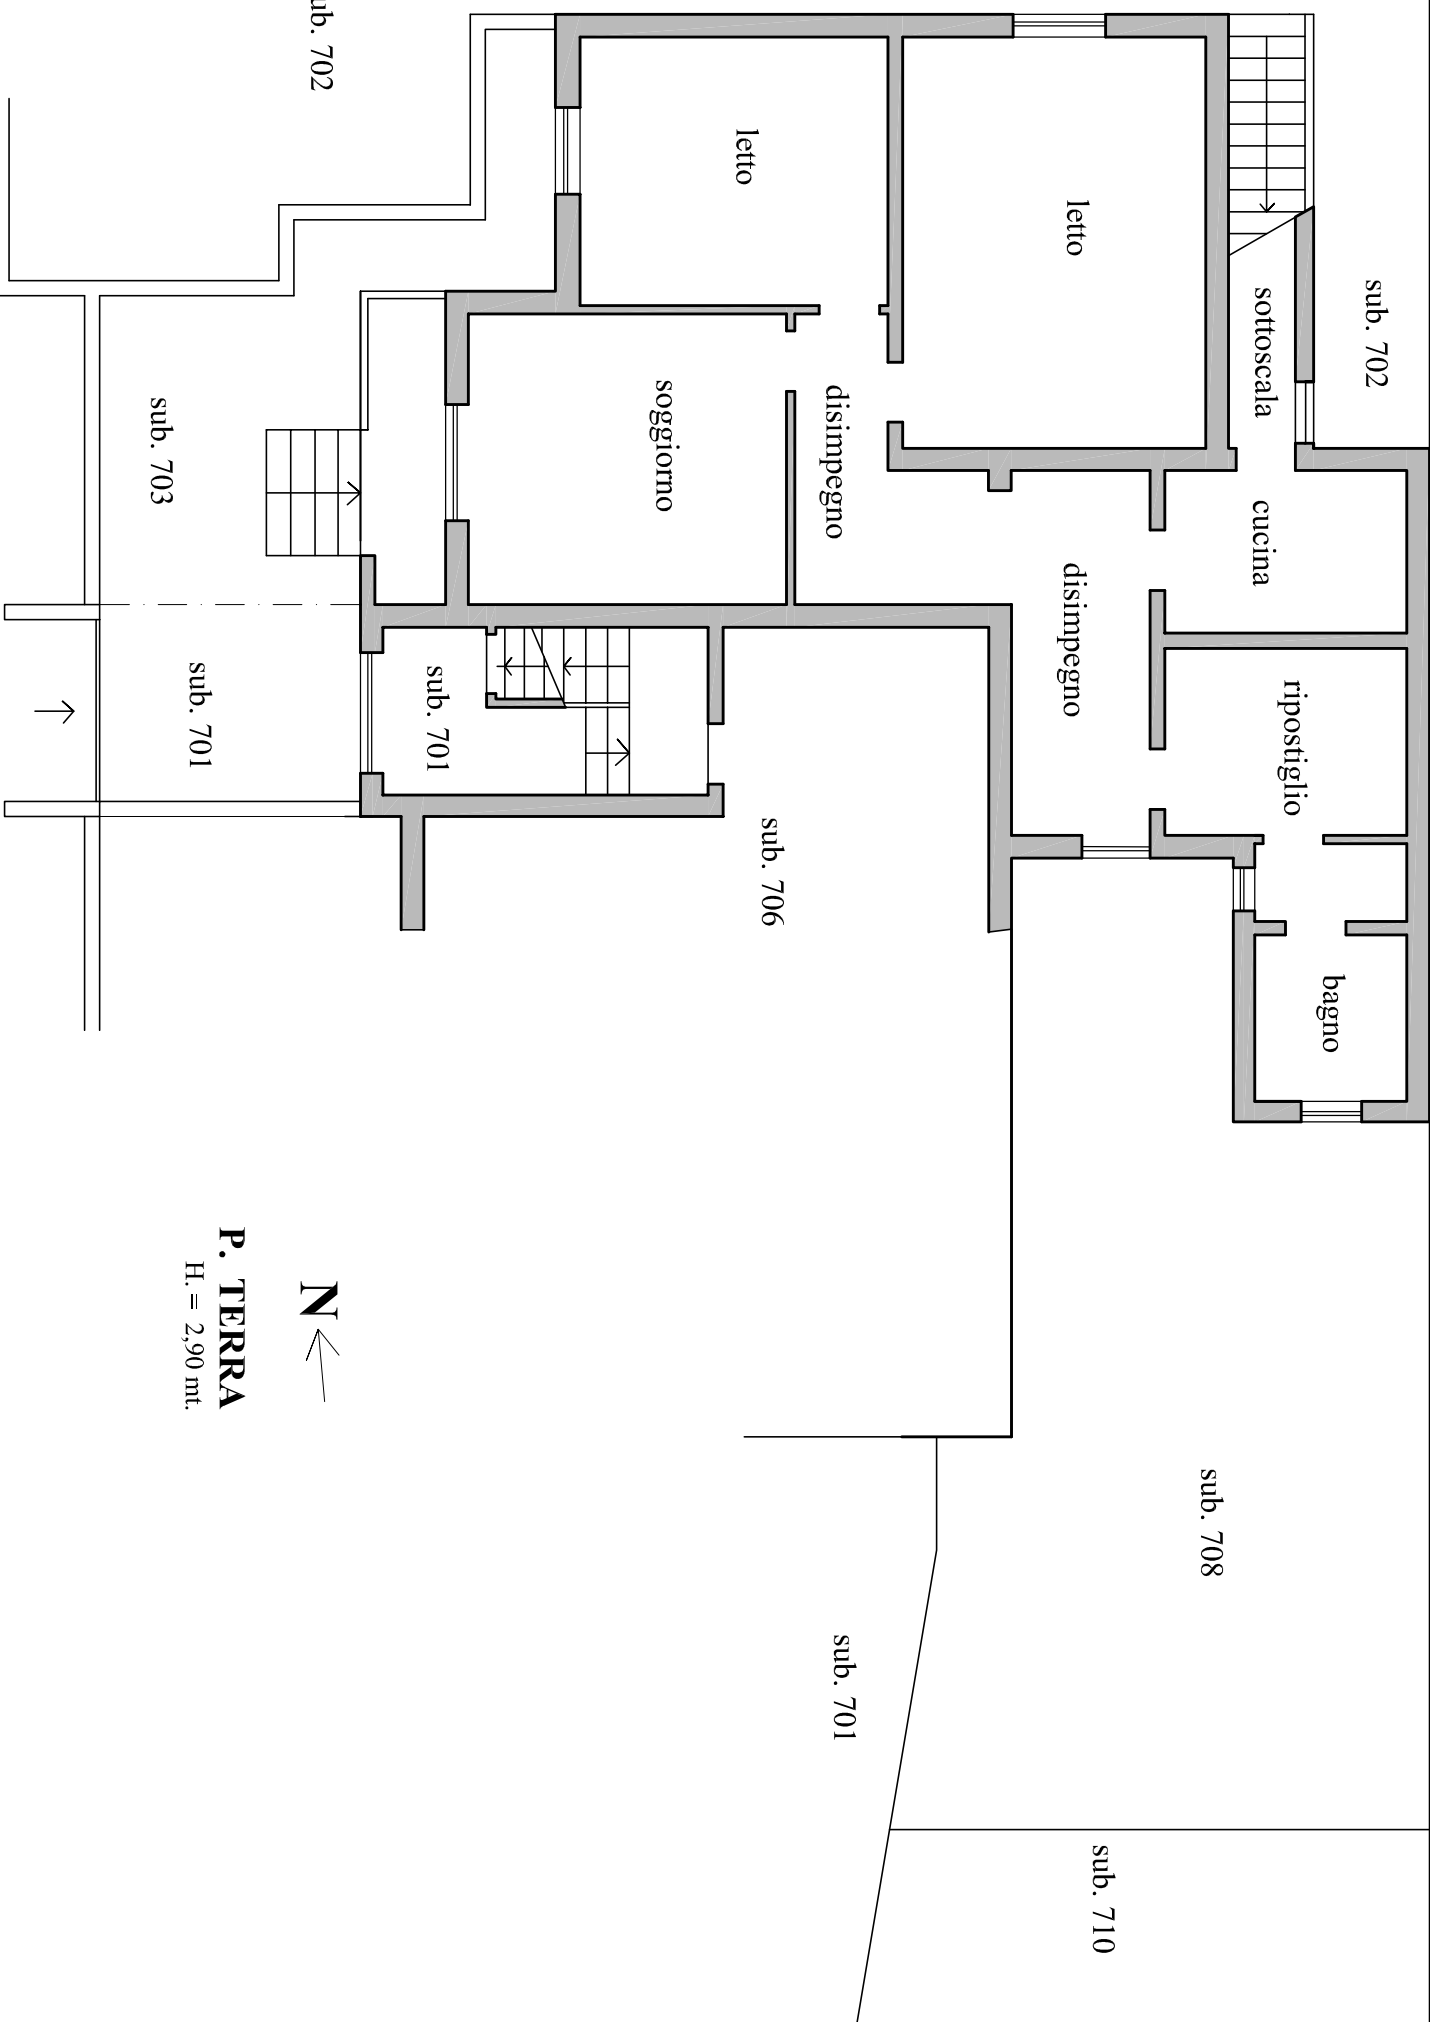 sub. 702
bagno
ripostiglio
sottoscala
cucina
sub. 708
sub. 710
letto
disimpegno
sub. 701
disimpegno
sub. 706
letto
soggiorno
sub. 701
ub. 702
N
P. TERRA
H. = 2,90 mt.
sub. 701
sub. 703